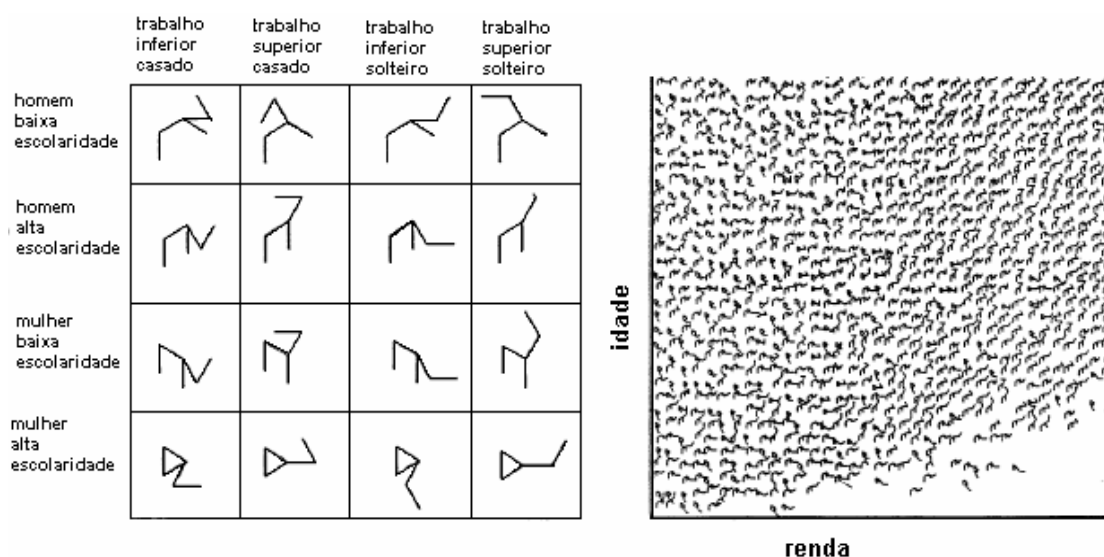 trabalho
inferior
casado
trabalho
superior
casado
trabalho
inferior
solteiro
trabalho
superior
solteiro
homem
baixa
escolaridade
homem
alta
escolaridade
mulher
baixa
escolaridade
mulher
alta
escolaridade
idade
renda